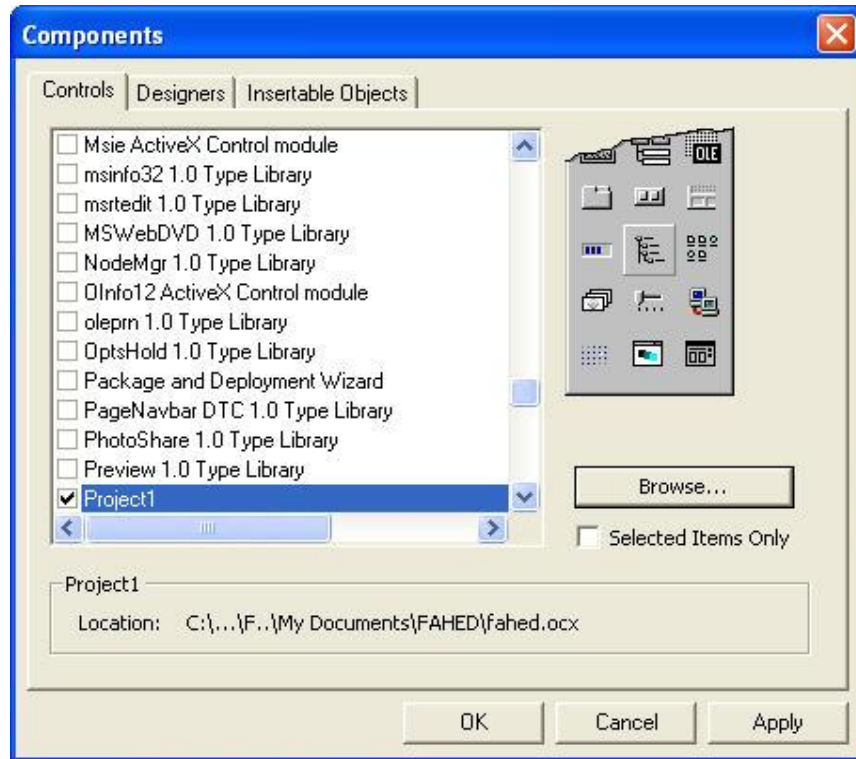 Components
Controls Designers Insertable Objects
Msie ActiveX Control module
msinfo32 1.0 Type Library
msrtedit 1.0 Type Library
MSWebDVD 1.0 Type Library
NodeMgr 1.0 Type Library
OInfo12 ActiveX Control module
oleprn 1.0 Type Library
OptsHold 1.0 Type Library
Package and Deployment Wizard
PageNavbar DTC 1.0 Type Library
PhotoShare 1.0 Type Library
Preview 1.0 Type Library
Project1
OLE
Browse...
Selected Items Only
Project1
Location: C:\...\F..\My Documents\FAHED\fahed.ocx
OK Cancel Apply